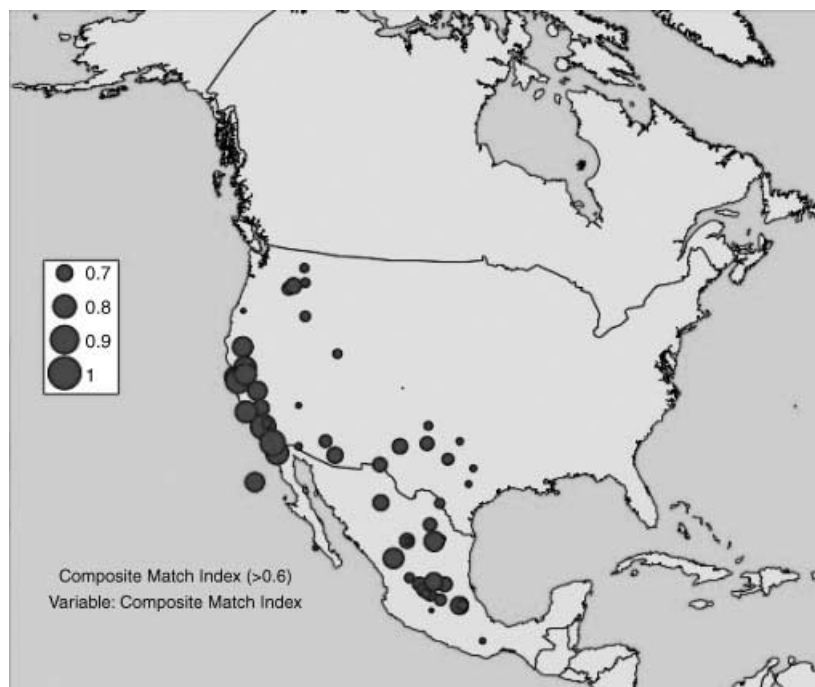 0.7
0.8
0.9
1
Composite Match Index (>0.6)
Variable: Composite Match Index